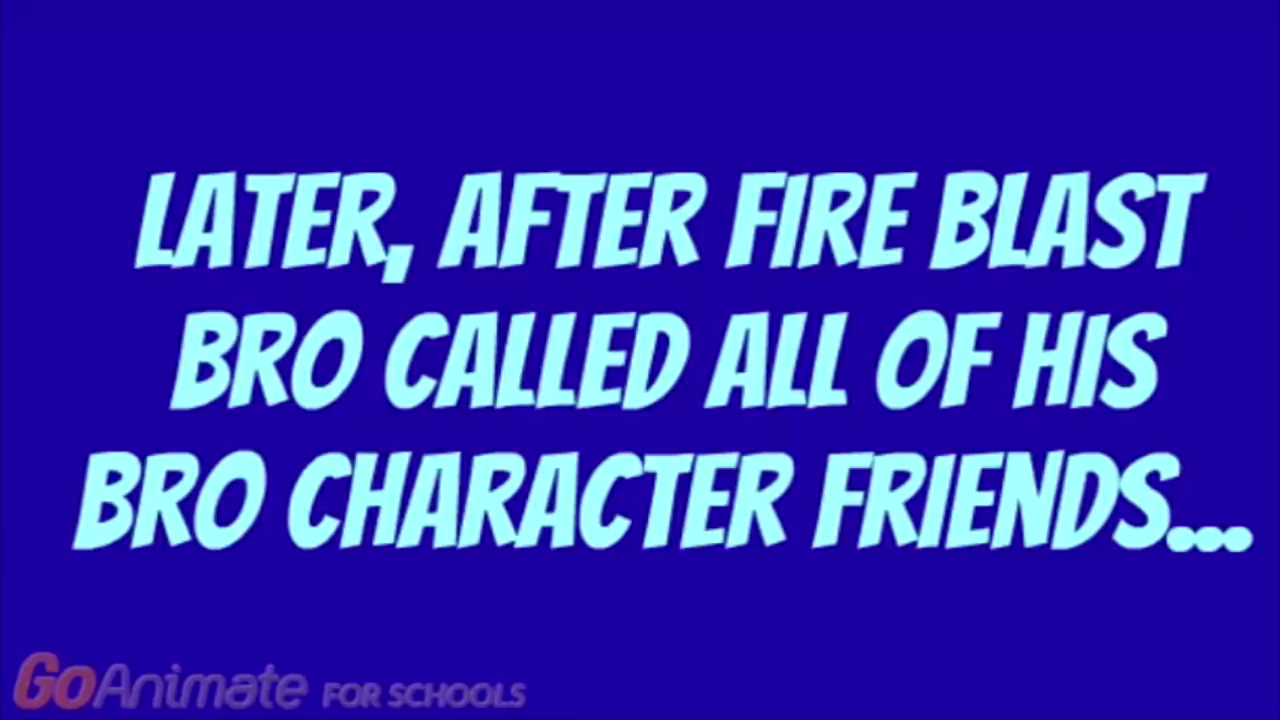 LATER, AFTER FIRE BLAST
BRO CALLED ALL OF HIS
BRO CHARACTER FRIENDS...
GoAnimate FOR SCHOOLS